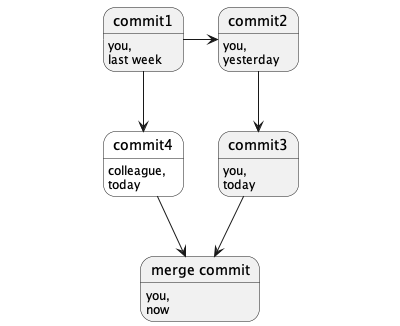 commit1
you,
last week
commit2
you,
yesterday
commit4
colleague,
today
commit3
you,
today
merge commit
you,
now